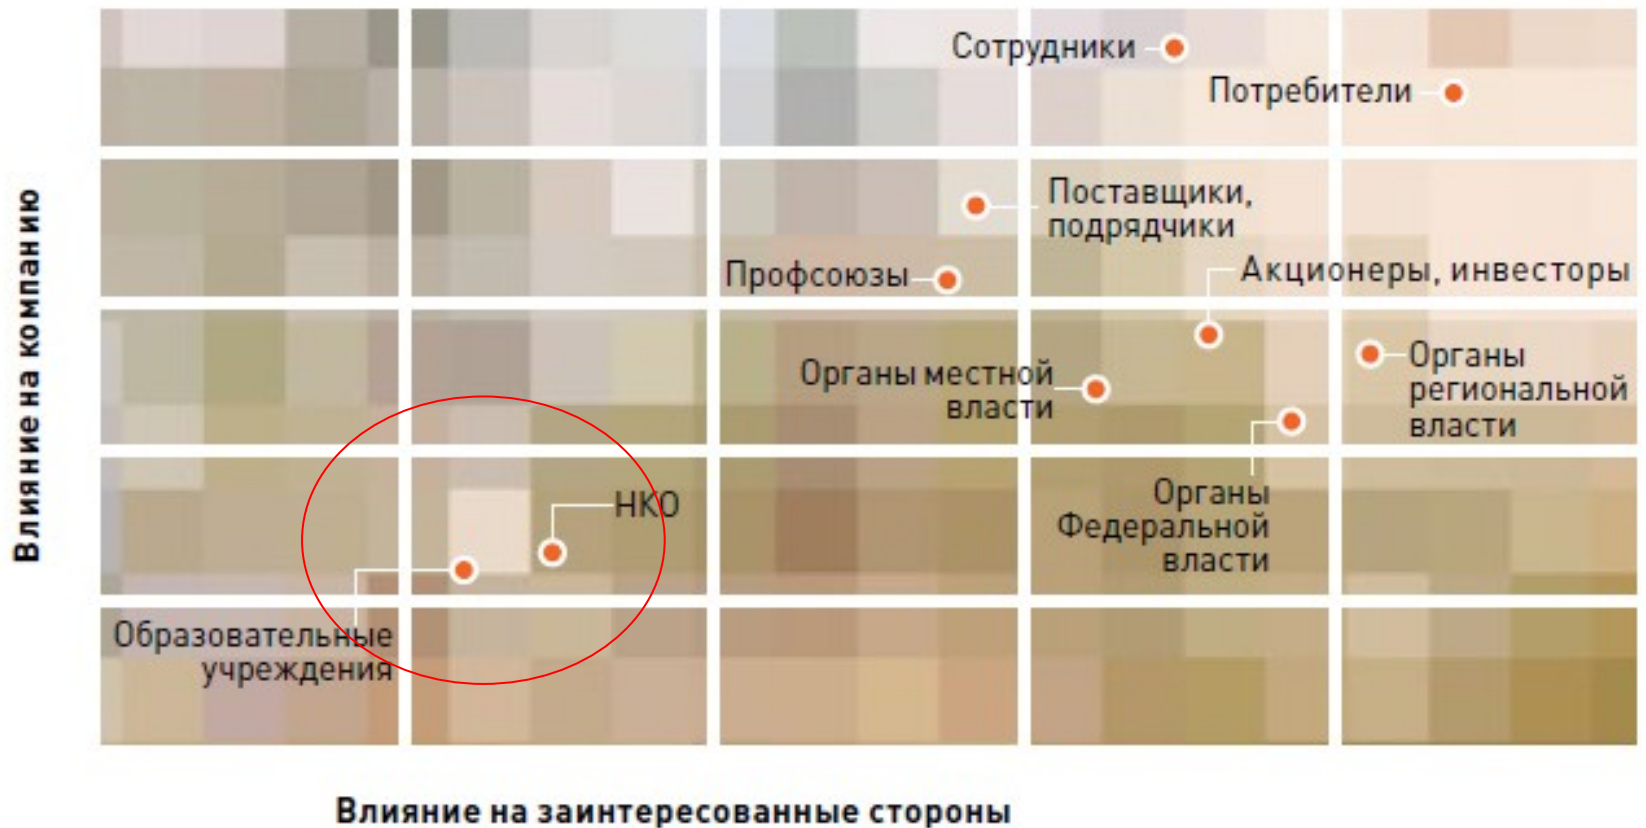 Сотрудники
Потребители
Поставщики,
подрядчики
Профсоюзы
Акционеры, инвесторы
Органы местной
власти
Органы
региональной
власти
Органы
Федеральной
власти
НКО
Образовательные
учреждения
Влияние на компанию
Влияние на заинтересованные стороны